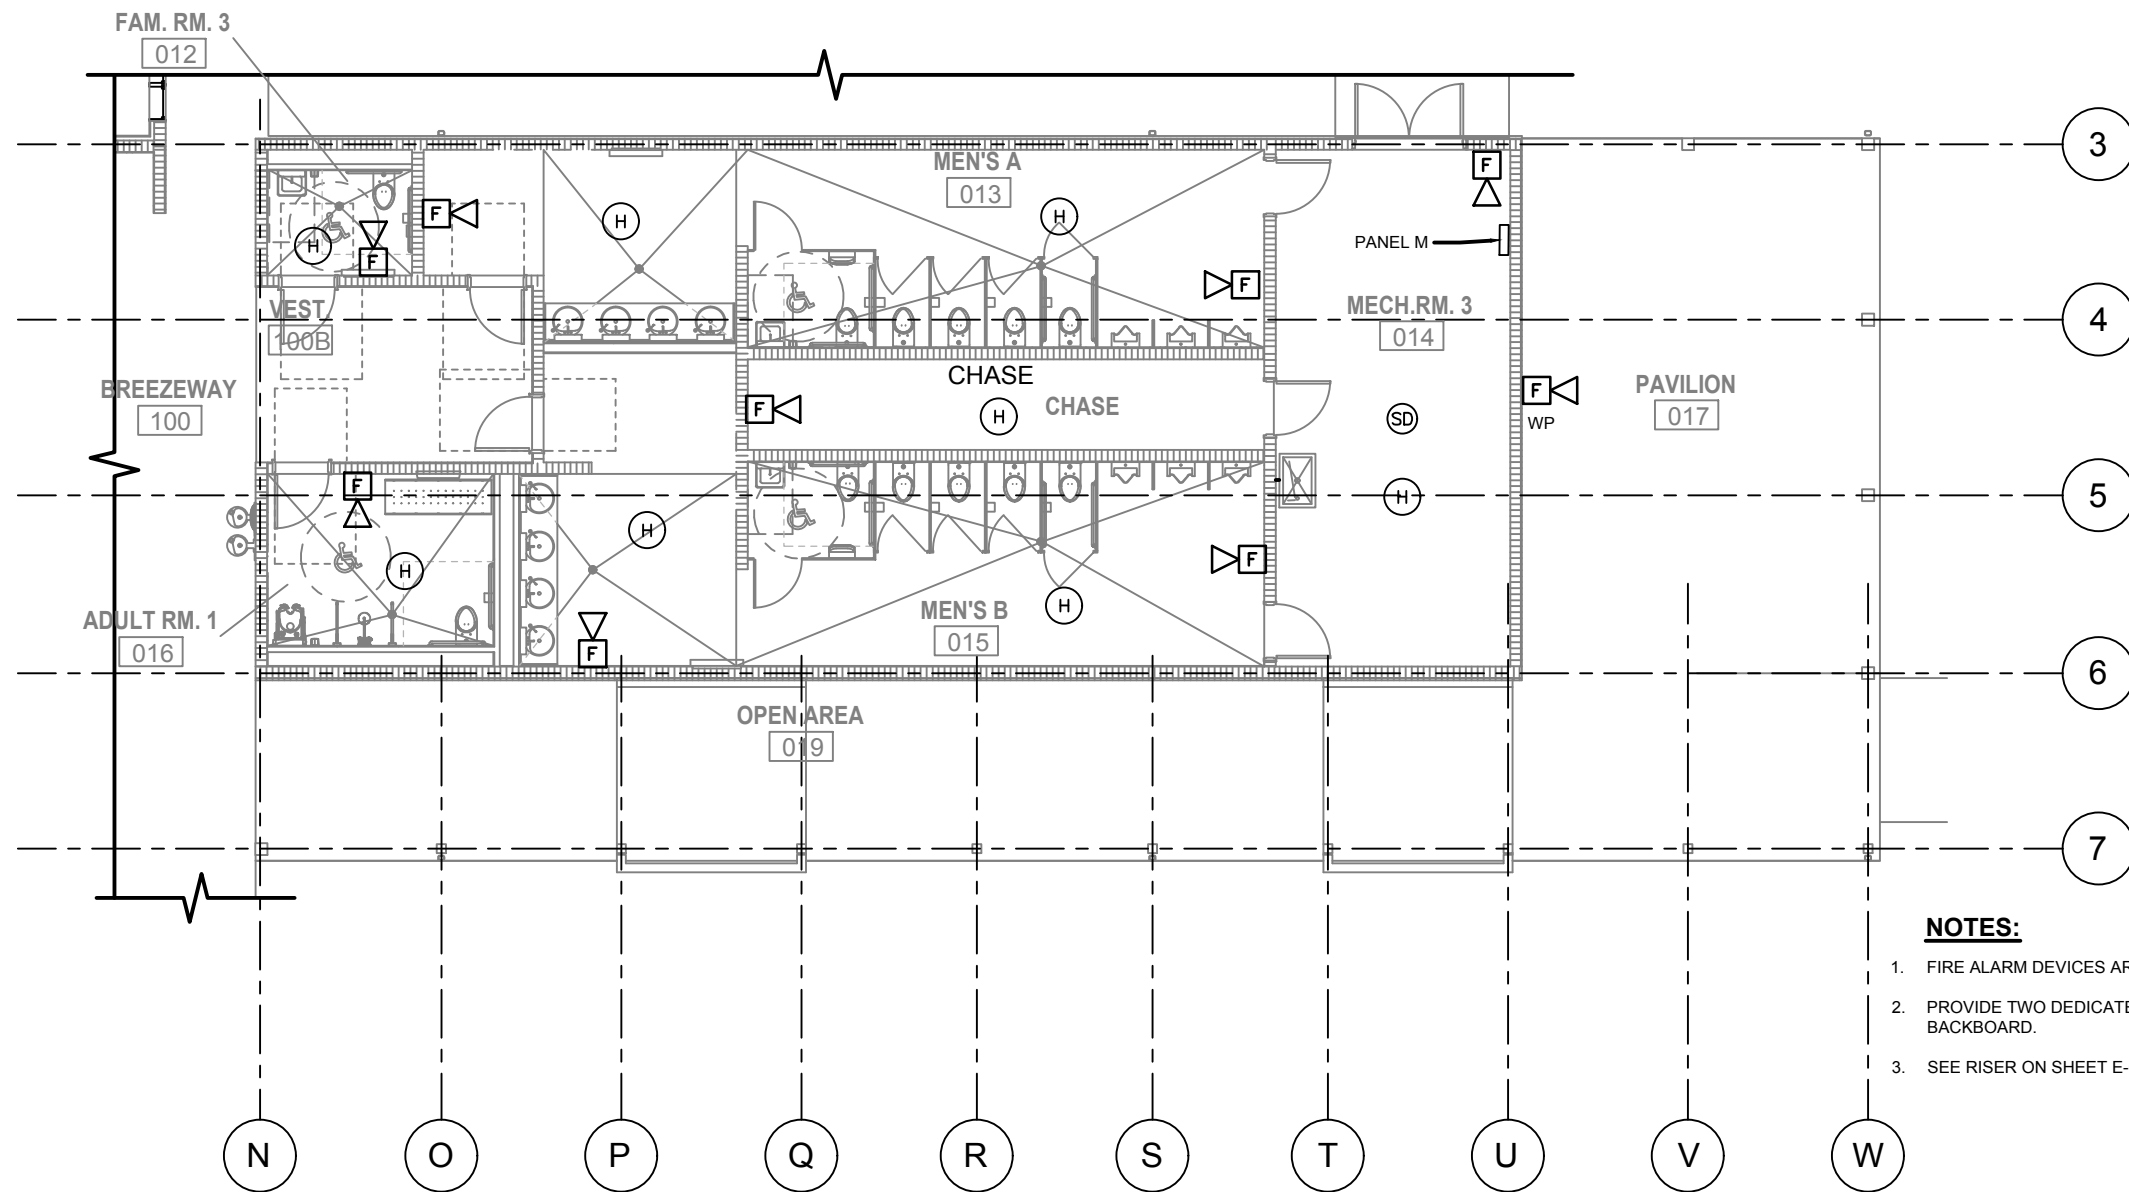 FAM. RM. 3
012
3
MEN'S A
013
F
F
H
H
H
F
PANEL M
F
VEST.
100B
MECH.RM. 3
014
4
BREEZEWAY
100
CHASE
CHASE
H
F
SD
F
WP
PAVILION
017
F
H
5
H
H
F
ADULT RM. 1
016
MEN'S B
015
H
F
6
OPEN AREA
019
7
NOTES:
1. FIRE ALARM DEVICES
2. PROVIDE TWO
BACKBOARD.
3. SEE RISER ON SHEET E-
N
O
P
Q
R
S
T
U
V
W